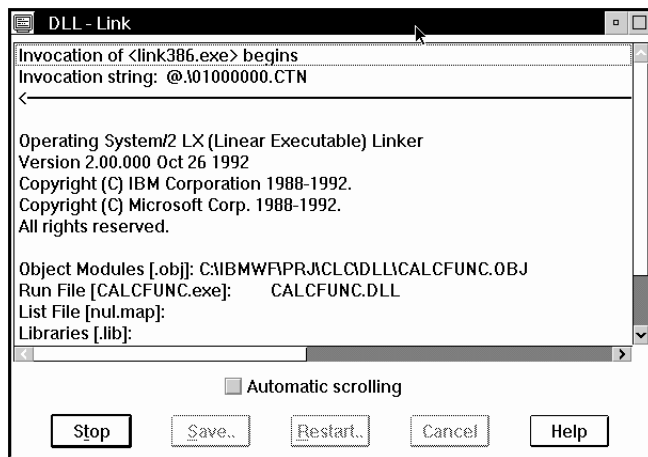 DLL - Link
Invocation of <link386.exe> begins
Invocation string: @.\01000000.CTN
Operating System/2 LX (Linear Executable) Linker
Version 2.00.000 Oct 26 1992
Copyright (C) IBM Corporation 1988-1992.
Copyright (C) Microsoft Corp. 1988-1992.
All rights reserved.
Object Modules [.obj]: C:\IBMWF\PRJ\CLC\DLL\CALCFUNC.OBJ
Run File [CALCFUNC.exe]: CALCFUNC.DLL
List File [nul.map]:
Libraries [.lib]:
Automatic scrolling
Stop Save.. Restart.. Cancel Help